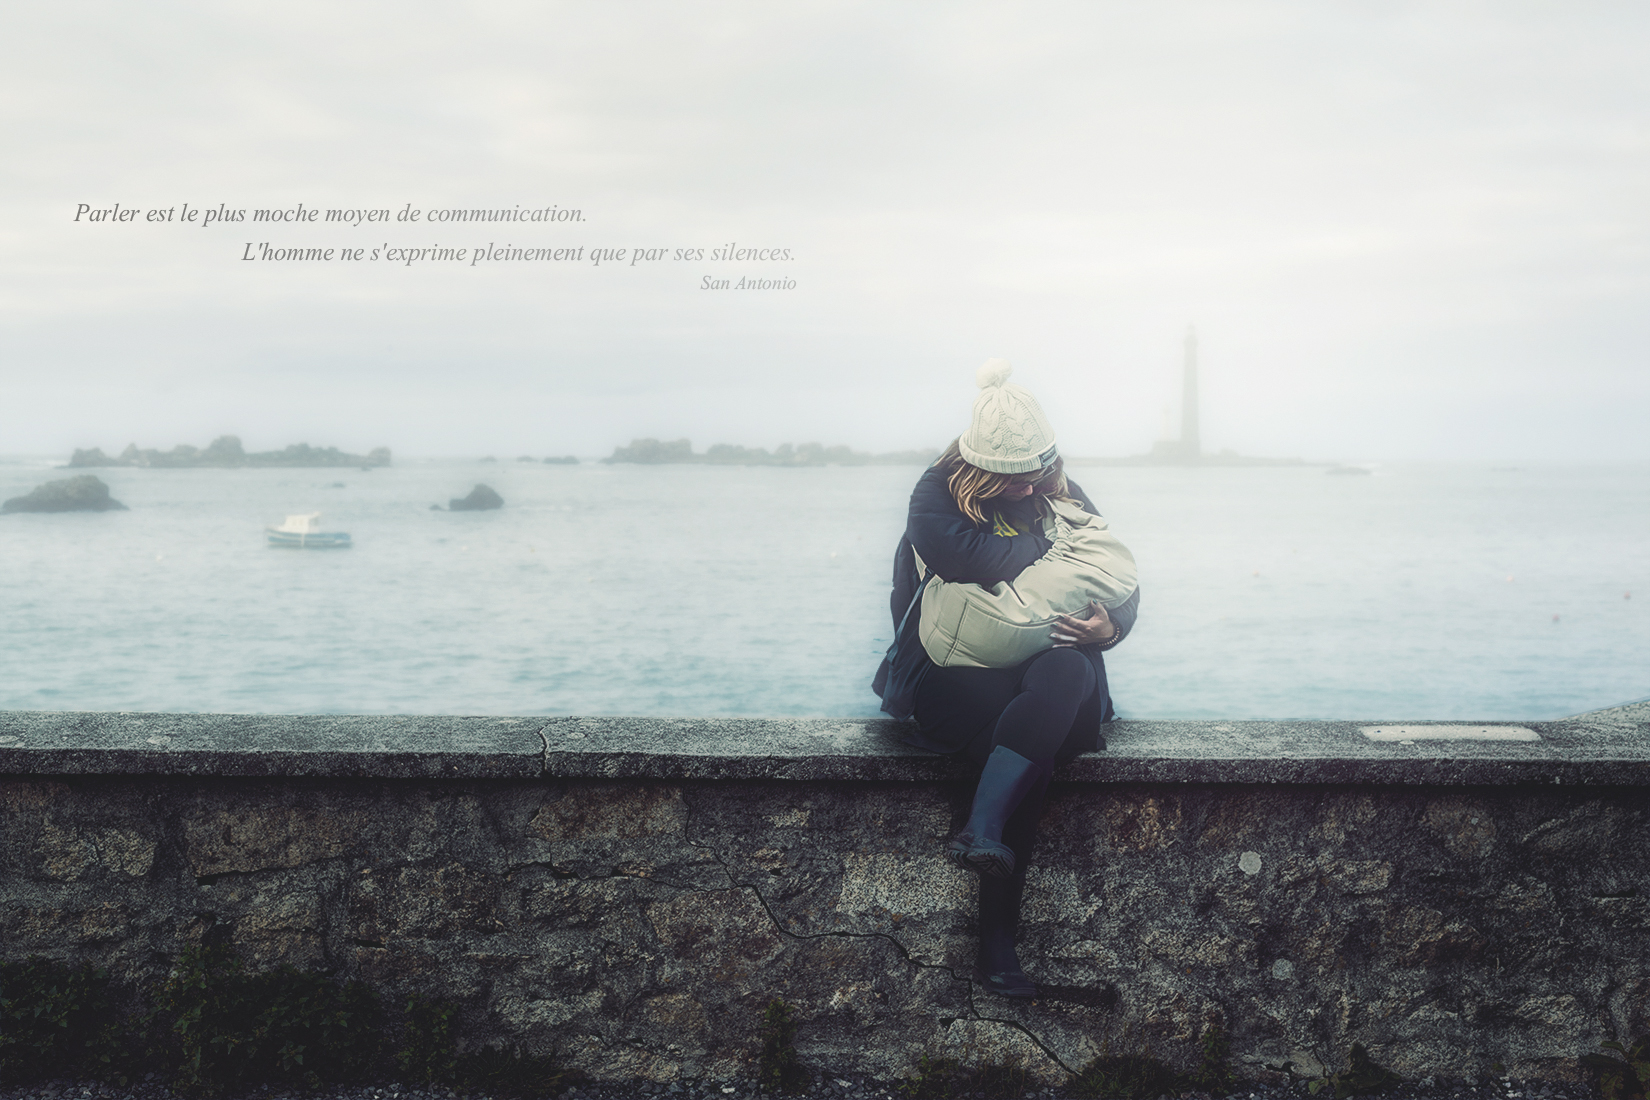 Parler est le plus moche moyen de communication.
L'homme ne s'exprime pleinement que par ses silences.
San Antonio